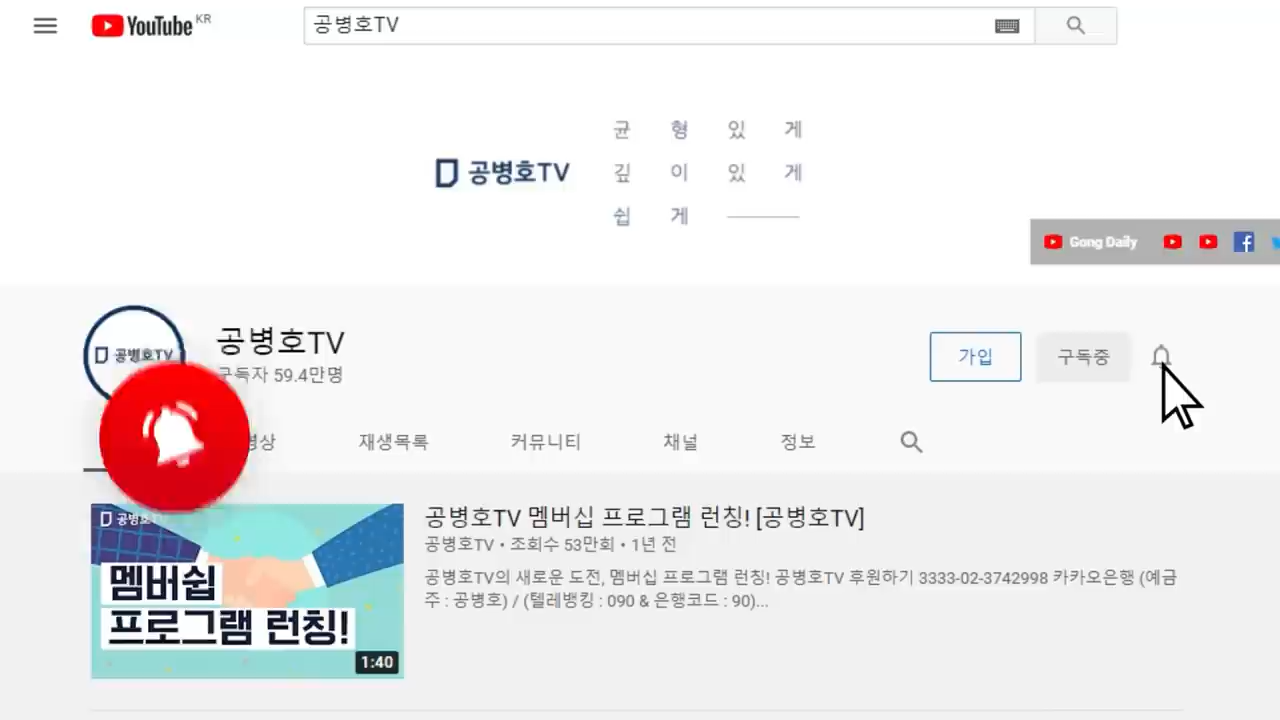 YouTube KR
공병호TV
균 형 있 게
공병호TV
깊 이 있 게
쉽 게
Gong Daily
공병호TV
공병호TV
구독자 59.4만명
가입
구독중
영상
재생목록
커뮤니티
채널
정보
공병호
멤버쉽
프로그램 런칭!
1:40
공병호TV 멤버십 프로그램 런칭! [공병호TV]
공병호TV • 조회수 53만회 • 1년 전
공병호TV의 새로운 도전, 멤버십 프로그램 런칭! 공병호TV 후원하기 3333-02-3742998 카카오은행 (예금
주 : 공병호) / (텔레뱅킹 : 090 & 은행코드 : 90)...